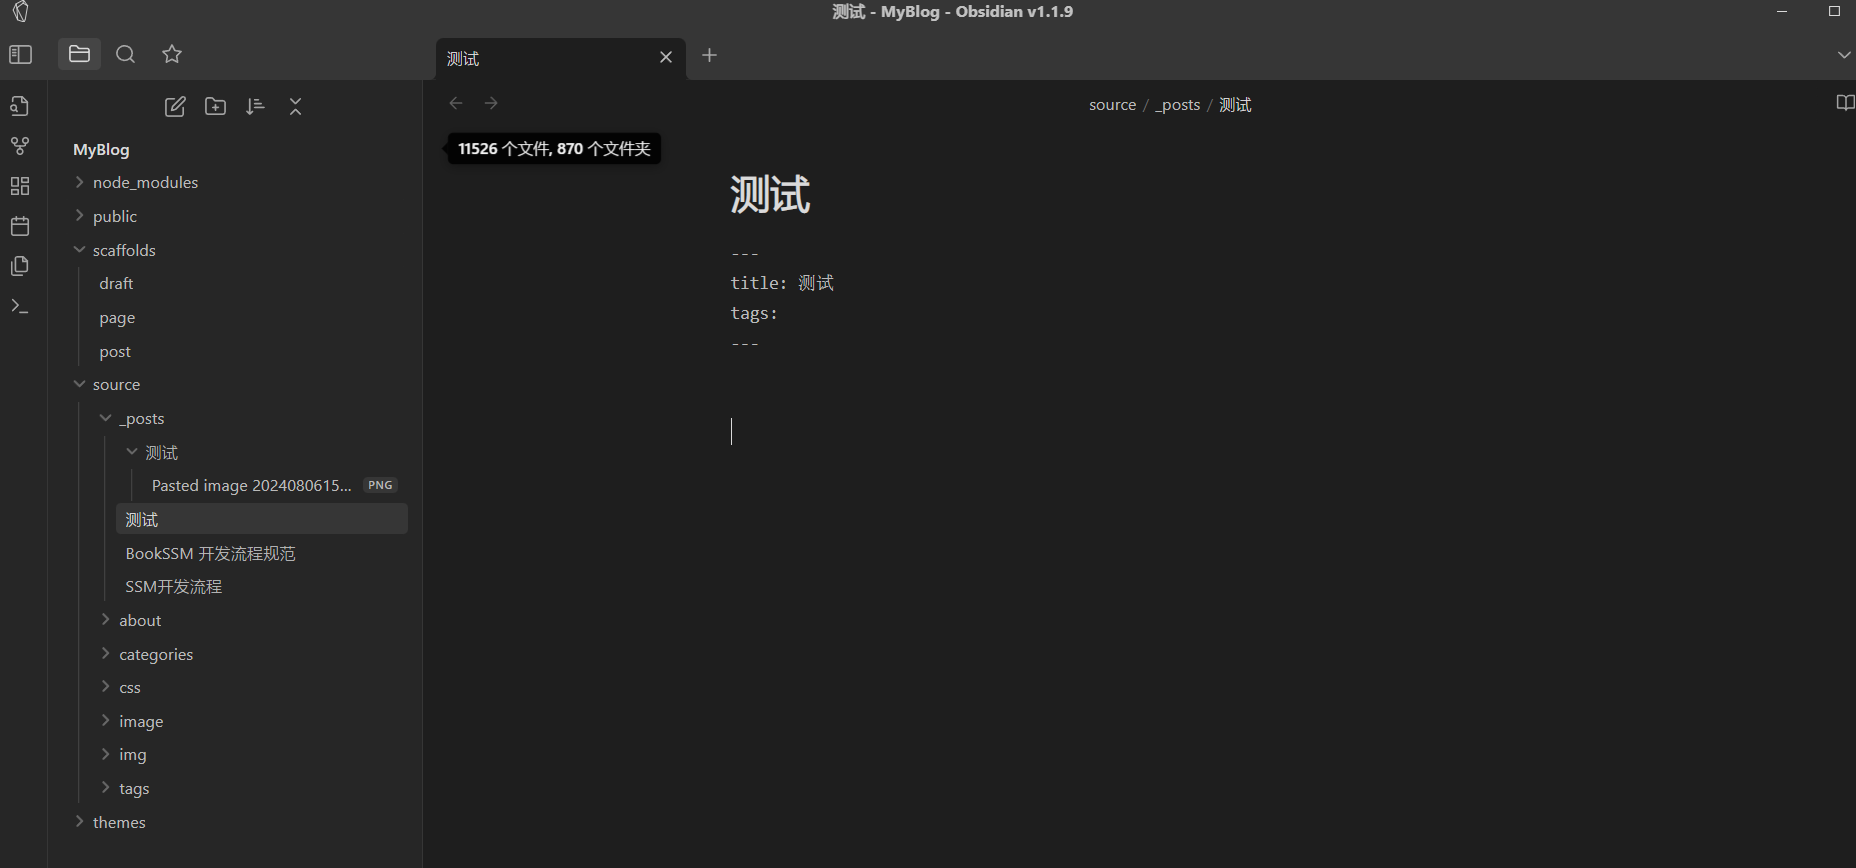 测试 - MyBlog - Obsidian v1.1.9
测试
source / _posts / 测试
MyBlog
11526 个文件, 870 个文件夹
node_modules
public
scaffolds
draft
page
post
source
_posts
测试
Pasted image 2024080615... PNG
测试
BookSSM 开发流程规范
SSM开发流程
about
categories
css
image
img
tags
themes
测试
---
title: 测试
tags:
---